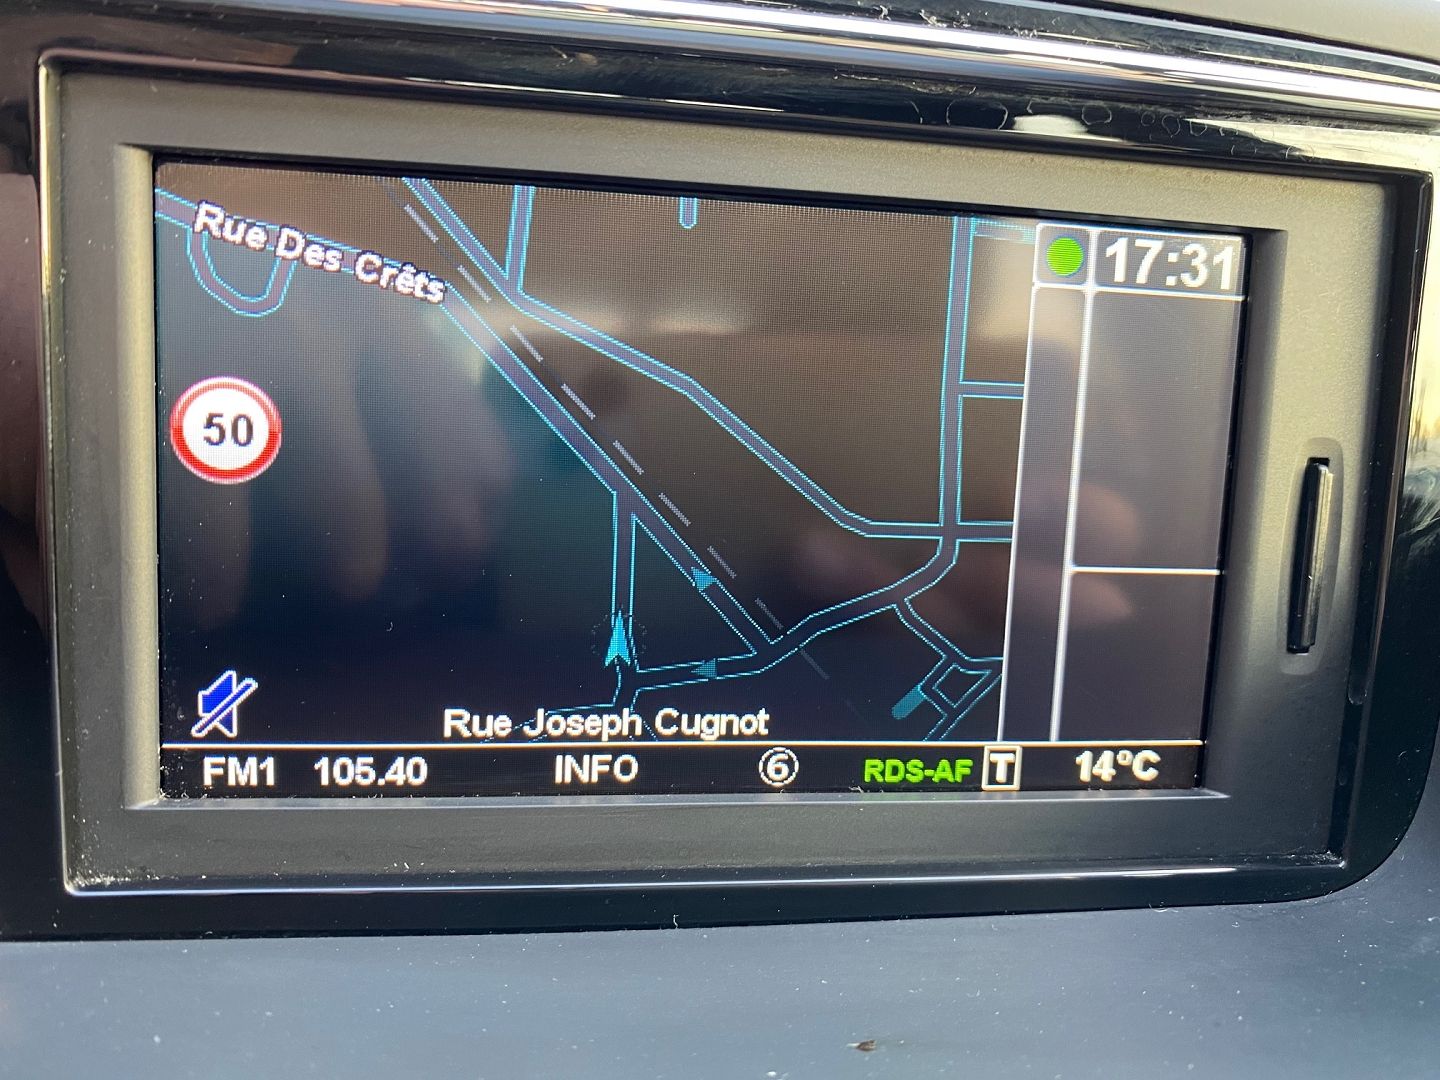 Rue Des Crêts
17:31
50
Rue Joseph Cugnot
FM1 105.40 INFO 6 RDS-AF T 14°C